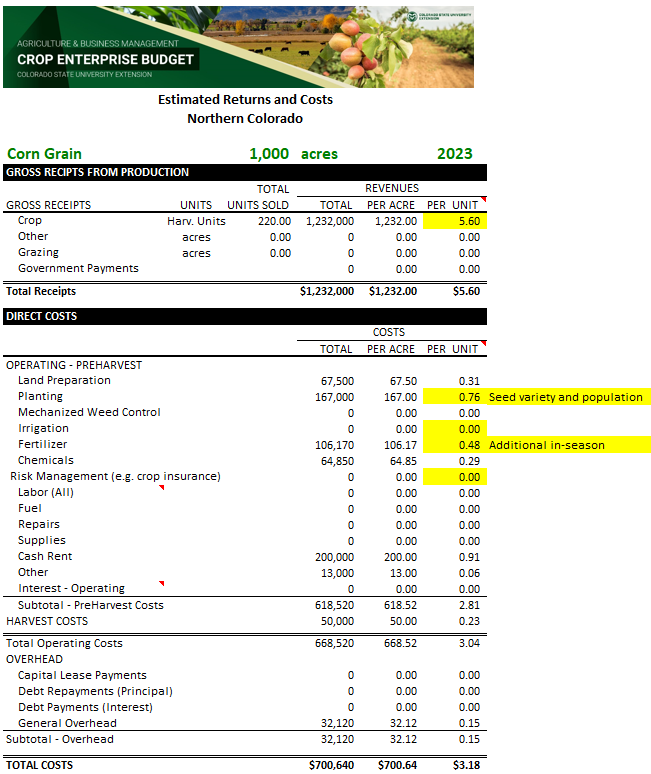 COLORADO STATE UNIVERSITY
EXTENSION
AGRICULTURE & BUSINESS MANAGEMENT
CROP ENTERPRISE BUDGET
COLORADO STATE UNIVERSITY EXTENSION
Estimated Returns and Costs
Northern Colorado
Corn Grain 1,000 acres 2023
GROSS RECIPTS FROM PRODUCTION
TOTAL REVENUES
GROSS RECEIPTS UNITS UNITS SOLD TOTAL PER ACRE PER UNIT
Crop Harv. Units 220.00 1,232,000 1,232.00 5.60
Other acres 0.00 0 0.00 0.00
Grazing acres 0.00 0 0.00 0.00
Government Payments 0 0.00 0.00
Total Receipts $1,232,000 $1,232.00 $5.60
DIRECT COSTS
COSTS
TOTAL PER ACRE PER UNIT
OPERATING - PREHARVEST
Land Preparation 67,500 67.50 0.31
Planting 167,000 167.00 0.76 Seed variety and population
Mechanized Weed Control 0 0.00 0.00
Irrigation 0 0.00 0.00
Fertilizer 106,170 106.17 0.48 Additional in-season
Chemicals 64,850 64.85 0.29
Risk Management (e.g. crop insurance) 0 0.00 0.00
Labor (All) 0 0.00 0.00
Fuel 0 0.00 0.00
Repairs 0 0.00 0.00
Supplies 0 0.00 0.00
Cash Rent 200,000 200.00 0.91
Other 13,000 13.00 0.06
Interest - Operating 0 0.00 0.00
Subtotal - PreHarvest Costs 618,520 618.52 2.81
HARVEST COSTS 50,000 50.00 0.23
Total Operating Costs 668,520 668.52 3.04
OVERHEAD
Capital Lease Payments 0 0.00 0.00
Debt Repayments (Principal) 0 0.00 0.00
Debt Payments (Interest) 0 0.00 0.00
General Overhead 32,120 32.12 0.15
Subtotal - Overhead 32,120 32.12 0.15
TOTAL COSTS $700,640 $700.64 $3.18